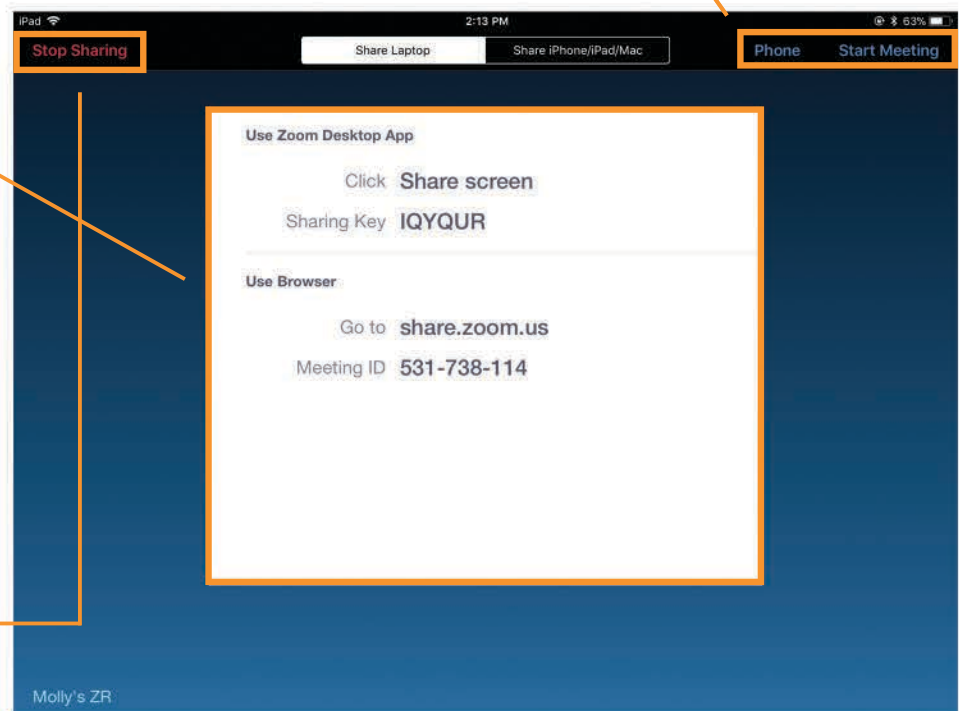 iPad 2:13 PM 63%
Stop Sharing Share Laptop Share iPhone/iPad/Mac Phone Start Meeting
Use Zoom Desktop App
Click Share screen
Sharing Key IQYQUR
Use Browser
Go to share.zoom.us
Meeting ID 531-738-114
Molly's ZR